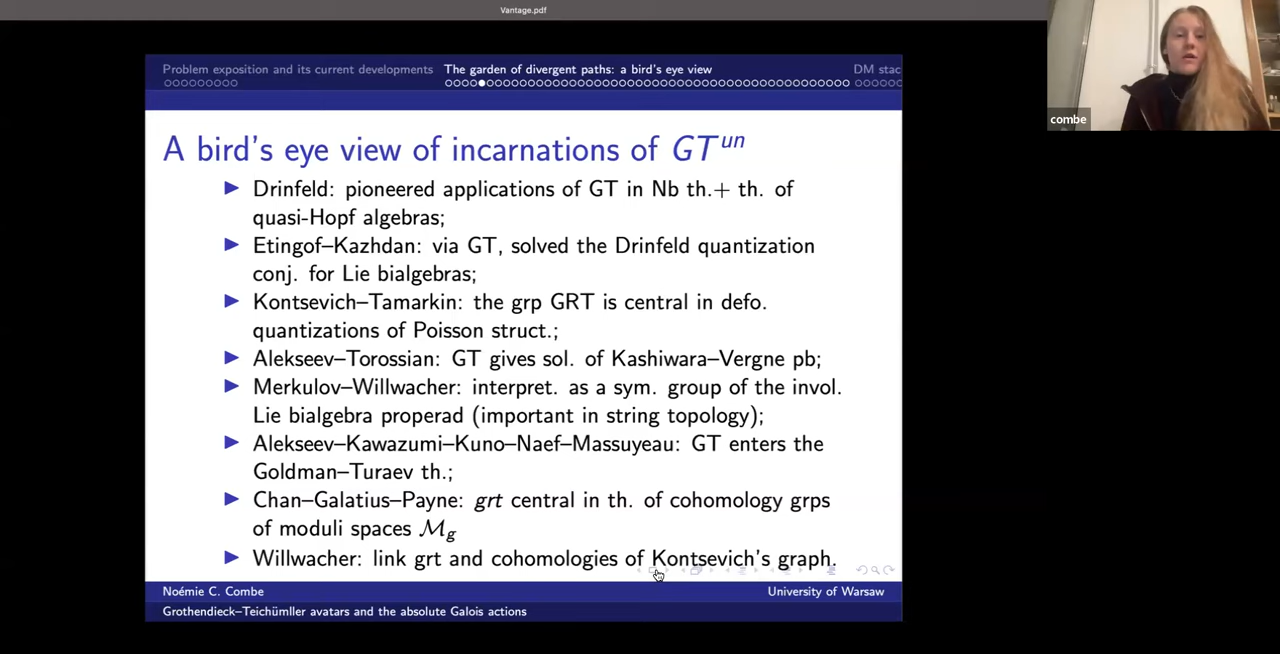 Vantage.pdf
Problem exposition and its current developments
The garden of divergent paths: a bird's eye view
DM stac
combe
A bird's eye view of incarnations of GT^un
Drinfeld: pioneered applications of GT in Nb th.+ th. of
quasi-Hopf algebras;
Etingof–Kazhdan: via GT, solved the Drinfeld quantization
conj. for Lie bialgebras;
Kontsevich–Tamarkin: the grp GRT is central in defo.
quantizations of Poisson struct.;
Alekseev–Torossian: GT gives sol. of Kashiwara–Vergne pb;
Merkulov–Willwacher: interpret. as a sym. group of the invol.
Lie bialgebra properad (important in string topology);
Alekseev–Kawazumi–Kuno–Naef–Massuyeau: GT enters the
Goldman–Turaev th.;
Chan–Galatius–Payne: grt central in th. of cohomology grps
of moduli spaces ℳ_g
Willwacher: link grt and cohomologies of Kontsevich's graph.
Noémie C. Combe
University of Warsaw
Grothendieck–Teichümller avatars and the absolute Galois actions